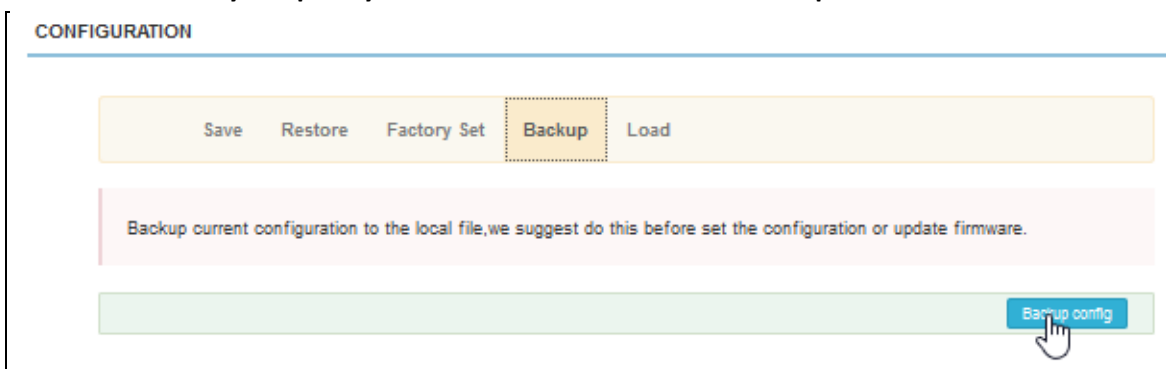 CONFIGURATION
Save Restore Factory Set Backup Load
Backup current configuration to the local file,we suggest do this before set the configuration or update firmware.
Backup config